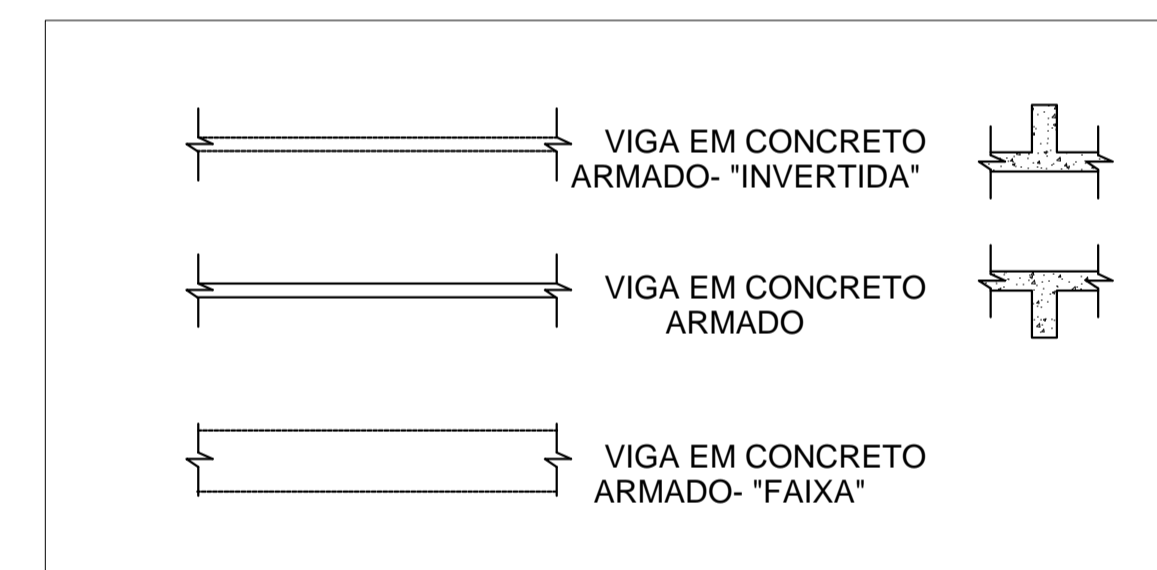 VIGA EM CONCRETO
ARMADO- "INVERTIDA"
VIGA EM CONCRETO
ARMADO
VIGA EM CONCRETO
ARMADO- "FAIXA"